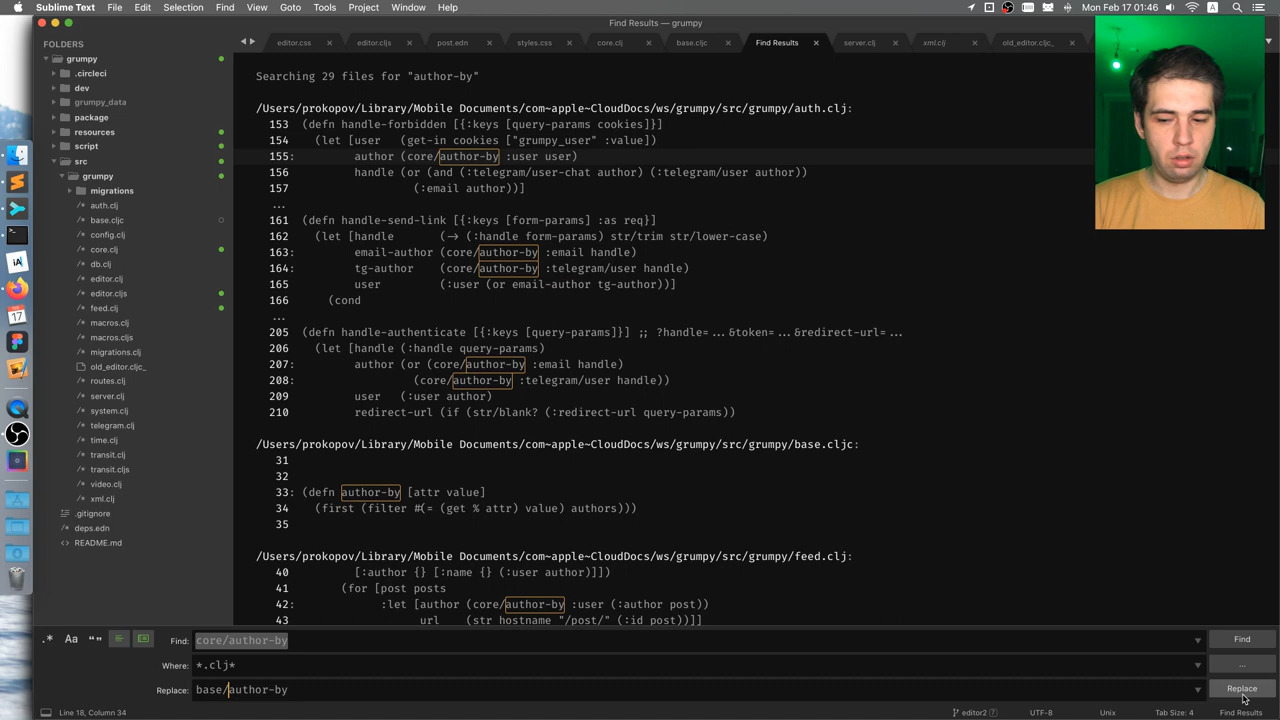 Sublime Text File Edit Selection Find View Goto Tools Project Window Help
Mon Feb 17 01:46
Find Results — grumpy
FOLDERS
grumpy
.circleci
dev
grumpy_data
package
resources
script
src
grumpy
migrations
auth.clj
base.cljc
config.clj
core.clj
db.clj
editor.clj
editor.cljs
feed.clj
macros.clj
macros.cljs
migrations.clj
old_editor.cljc_
routes.clj
server.clj
system.clj
telegram.clj
time.clj
transit.clj
transit.cljs
video.clj
xml.clj
.gitignore
deps.edn
README.md
editor.css editor.cljs post.edn styles.css core.clj base.cljc Find Results server.clj xml.clj old_editor.cljc_
Searching 29 files for "author-by"
/Users/prokopov/Library/Mobile Documents/com~apple~CloudDocs/ws/grumpy/src/grumpy/auth.clj:
153 (defn handle-forbidden [{:keys [query-params cookies]}]
154 (let [user (get-in cookies ["grumpy_user" :value])
155: author (core/author-by :user user)
156 handle (or (and (:telegram/user-chat author) (:telegram/user author))
157 (:email author))]
...
161 (defn handle-send-link [{:keys [form-params] :as req}]
162 (let [handle (-> (:handle form-params) str/trim str/lower-case)
163: email-author (core/author-by :email handle)
164: tg-author (core/author-by :telegram/user handle)
165 user (:user (or email-author tg-author))]
166 (cond
...
205 (defn handle-authenticate [{:keys [query-params]}] ;; ?handle=...&token=...&redirect-url=...
206 (let [handle (:handle query-params)
207: author (or (core/author-by :email handle)
208: (core/author-by :telegram/user handle))
209 user (:user author)
210 redirect-url (if (str/blank? (:redirect-url query-params))
/Users/prokopov/Library/Mobile Documents/com~apple~CloudDocs/ws/grumpy/src/grumpy/base.cljc:
31
32
33: (defn author-by [attr value]
34 (first (filter #(= (get % attr) value) authors)))
35
/Users/prokopov/Library/Mobile Documents/com~apple~CloudDocs/ws/grumpy/src/grumpy/feed.clj:
40 [:author {} [:name {} (:user author)]])
41 (for [post posts
42: :let [author (core/author-by :user (:author post))
43 url (str hostname "/post/" (:id post))]]
Find: core/author-by Find
Where: *.clj* ...
Replace: base/author-by Replace
Line 18, Column 34 editor2 UTF-8 Unix Tab Size: 4 Find Results